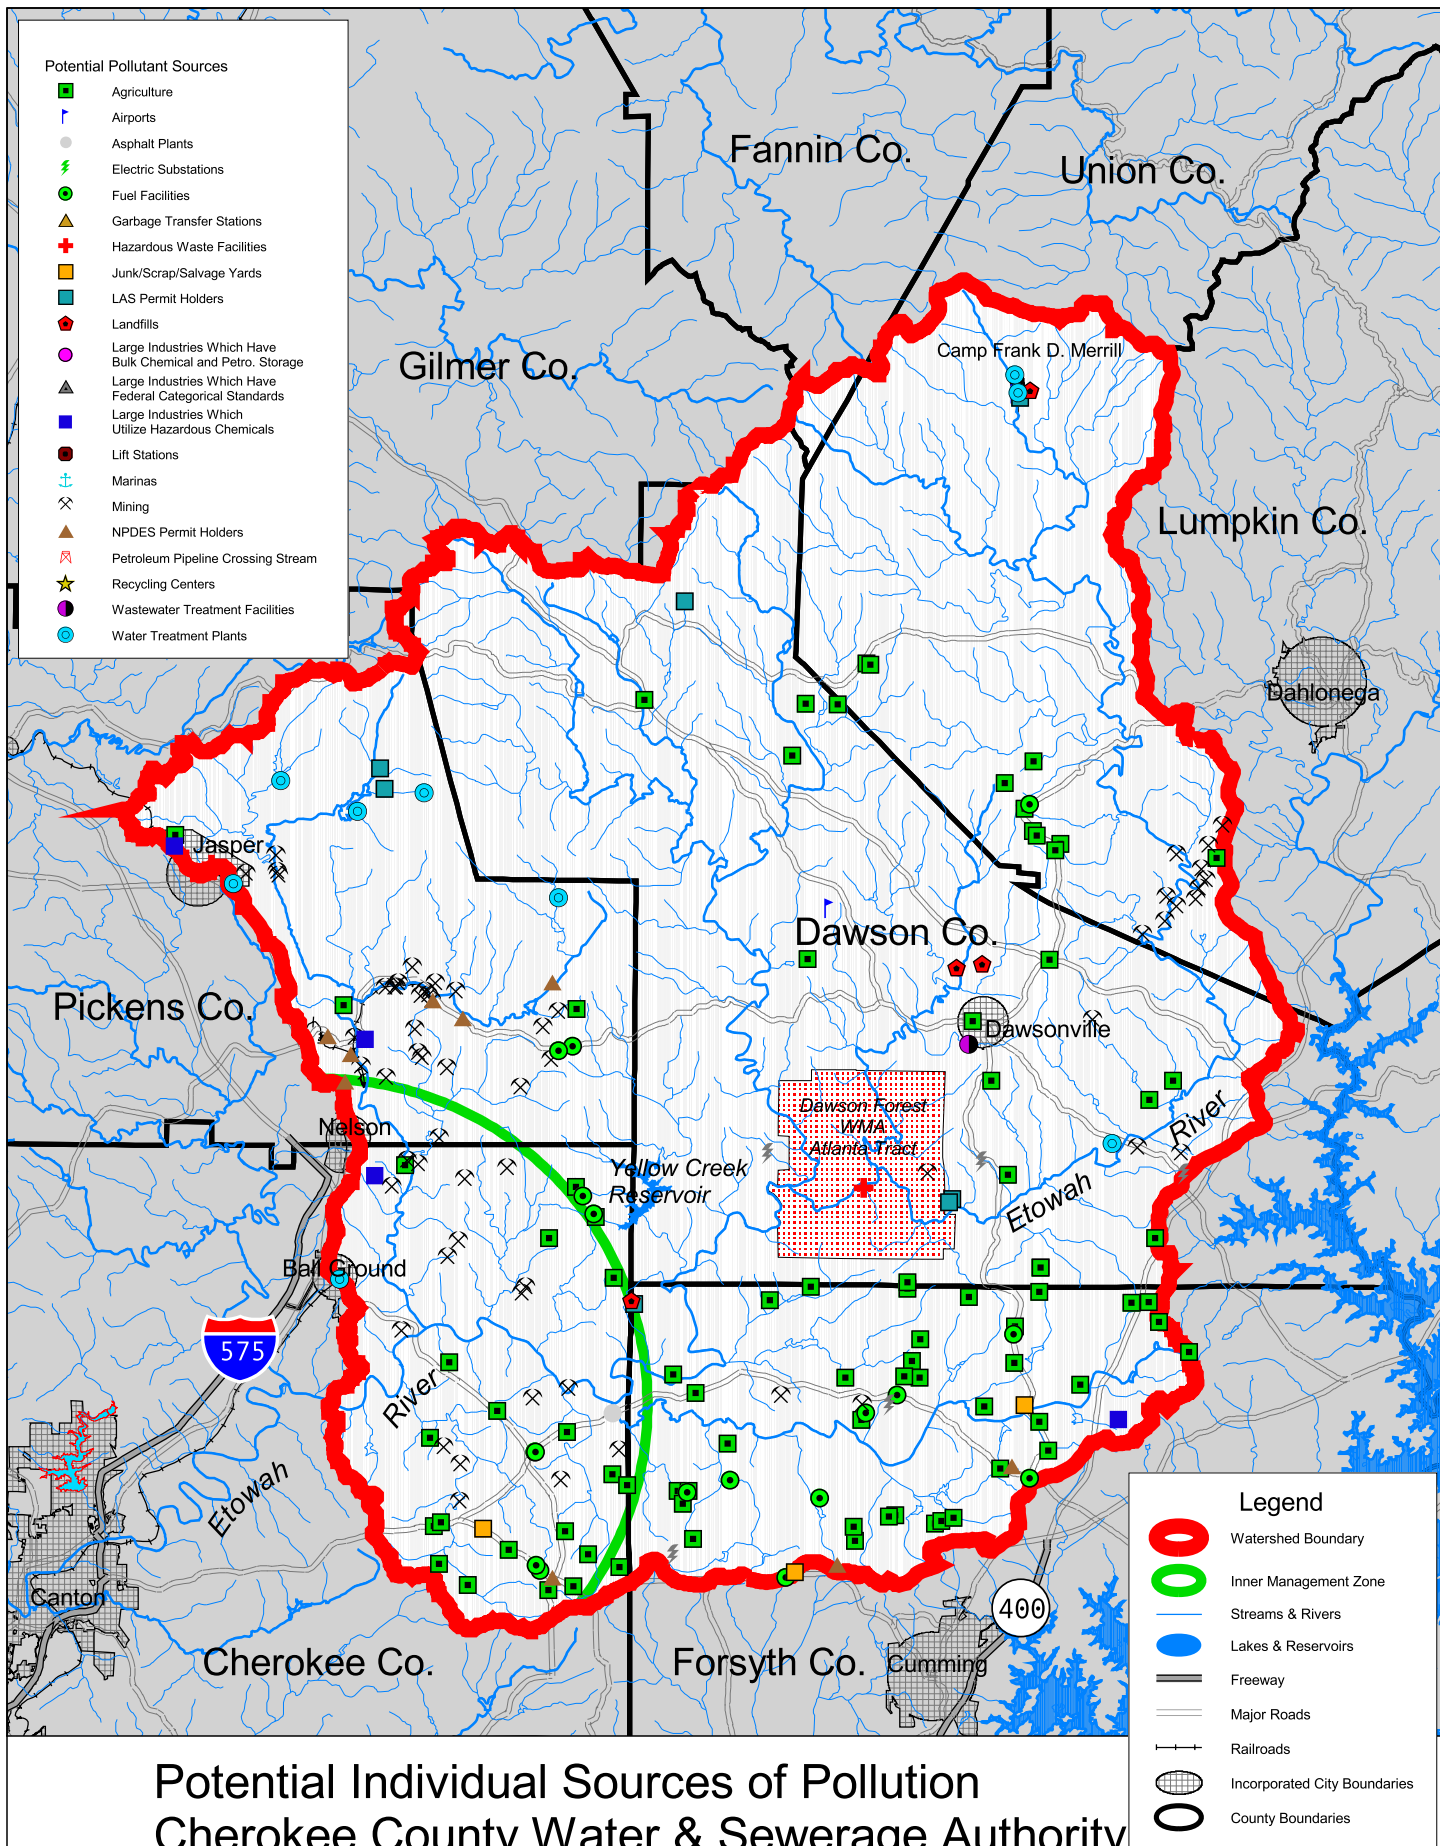 Potential Pollutant Sources
Agriculture
Airports
Asphalt Plants
Electric Substations
Fuel Facilities
Garbage Transfer Stations
Hazardous Waste Facilities
Junk/Scrap/Salvage Yards
LAS Permit Holders
Landfills
Large Industries Which Have
Bulk Chemical and Petro. Storage
Large Industries Which Have
Federal Categorical Standards
Large Industries Which
Utilize Hazardous Chemicals
Lift Stations
Marinas
Mining
NPDES Permit Holders
Petroleum Pipeline Crossing Stream
Recycling Centers
Wastewater Treatment Facilities
Water Treatment Plants
Fannin Co.
Union Co.
Gilmer Co.
Camp Frank D. Merrill
Lumpkin Co.
Dahlonega
Jasper
Dawson Co.
Pickens Co.
Dawsonville
Dawson Forest
WMA
Atlanta Tract
River
Nelson
Yellow Creek
Reservoir
Etowah
Ball Ground
575
River
Etowah
Canton
Cherokee Co.
Forsyth Co.
Cumming
400
Legend
Watershed Boundary
Inner Management Zone
Streams & Rivers
Lakes & Reservoirs
Freeway
Major Roads
Railroads
Incorporated City Boundaries
County Boundaries
Potential Individual Sources of Pollution
Cherokee County Water & Sewerage Authority